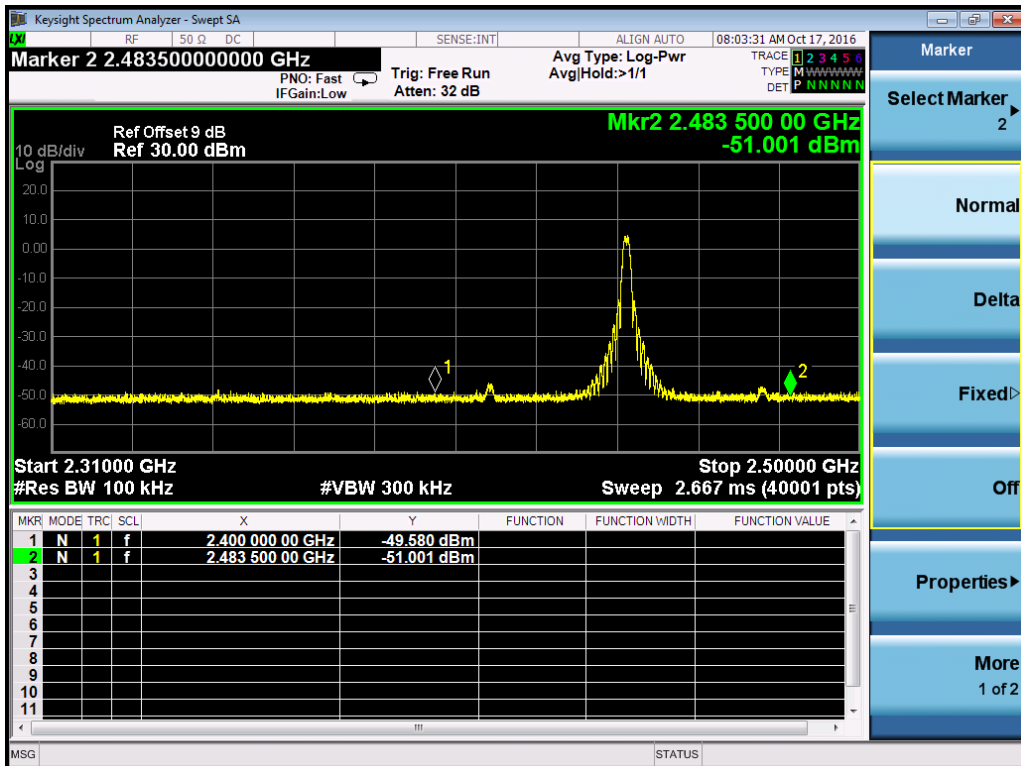 Keysight Spectrum Analyzer - Swept SA
LXI RF 50 Ω DC SENSE:INT ALIGN AUTO 08:03:31 AM Oct 17, 2016
Marker 2 2.483500000000 GHz
PNO: Fast
IFGain:Low
Trig: Free Run
Atten: 32 dB
Avg Type: Log-Pwr
Avg|Hold:>1/1
TRACE 1 2 3 4 5 6
TYPE M WWWWW
DET P N N N N N
Ref Offset 9 dB
10 dB/div Ref 30.00 dBm
Log
Mkr2 2.483 500 00 GHz
-51.001 dBm
20.0
10.0
0.00
-10.0
-20.0
-30.0
-40.0
-50.0
-60.0
1
2
Start 2.31000 GHz Stop 2.50000 GHz
#Res BW 100 kHz #VBW 300 kHz Sweep 2.667 ms (40001 pts)
MKR MODE TRC SCL X Y FUNCTION FUNCTION WIDTH FUNCTION VALUE
1 N 1 f 2.400 000 00 GHz -49.580 dBm
2 N 1 f 2.483 500 00 GHz -51.001 dBm
3
4
5
6
7
8
9
10
11
MSG STATUS
Marker
Select Marker
2
Normal
Delta
Fixed
Off
Properties
More
1 of 2